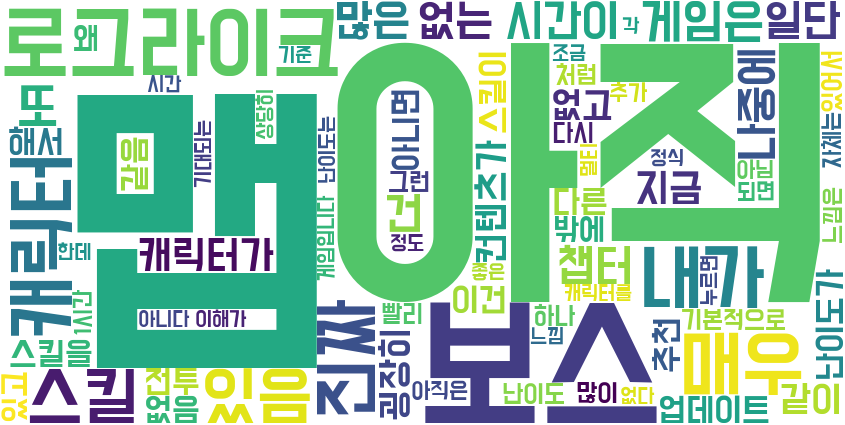 로그라이크
왜
많은
없는
시간이
각
게임은
일단
기준
조금
시간
처럼
추가
있어서
또
상당히
아니면
스킬이
없고
나중에
해서
맵
아직
같음
기대되는
난이도는
다시
멀티
정식
자체는
그런
건
컨텐츠가
지금
아님
되면
다른
캐릭터
게임입니다
정도
밖에
느낌은
한데
캐릭터가
좋은
챕터
내가
누르면
1시간
이건
캐릭터를
난이도가
아니다
이해가
진짜
빨리
보스
하나
느낌
추천
기본적으로
스킬을
굉장히
매우
있고
스킬
전투
없음
있음
아직은
난이도
많이
없다
업데이트
같이